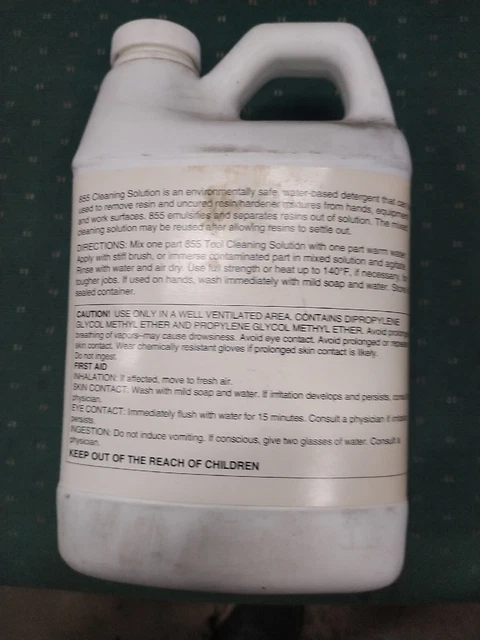 855 Cleaning Solution is an environmentally safe, water-based detergent that can
used to remove resin and uncured resin/hardener mixtures from hands, equipment
and work surfaces. 855 emulsifies and separates resins out of solution. The mixed
cleaning solution may be reused after allowing resins to settle out.
DIRECTIONS: Mix one part 855 Tool Cleaning Solution with one part warm water.
Apply with stiff brush, or immerse contaminated part in mixed solution and agitate.
Rinse with water and air dry. Use full strength or heat up to 140°F, if necessary, for
tougher jobs. If used on hands, wash immediately with mild soap and water. Store
sealed container.
CAUTION! USE ONLY IN A WELL VENTILATED AREA. CONTAINS DIPROPYLENE
GLYCOL METHYL ETHER AND PROPYLENE GLYCOL METHYL ETHER. Avoid prolonged
breathing of vapors–may cause drowsiness. Avoid eye contact. Avoid prolonged or repeated
skin contact. Wear chemically resistant gloves if prolonged skin contact is likely.
Do not ingest.
FIRST AID
INHALATION: If affected, move to fresh air.
SKIN CONTACT: Wash with mild soap and water. If irritation develops and persists, consult
physician.
EYE CONTACT: Immediately flush with water for 15 minutes. Consult a physician if irritation
persists.
INGESTION: Do not induce vomiting. If conscious, give two glasses of water. Consult a
physician.
KEEP OUT OF THE REACH OF CHILDREN